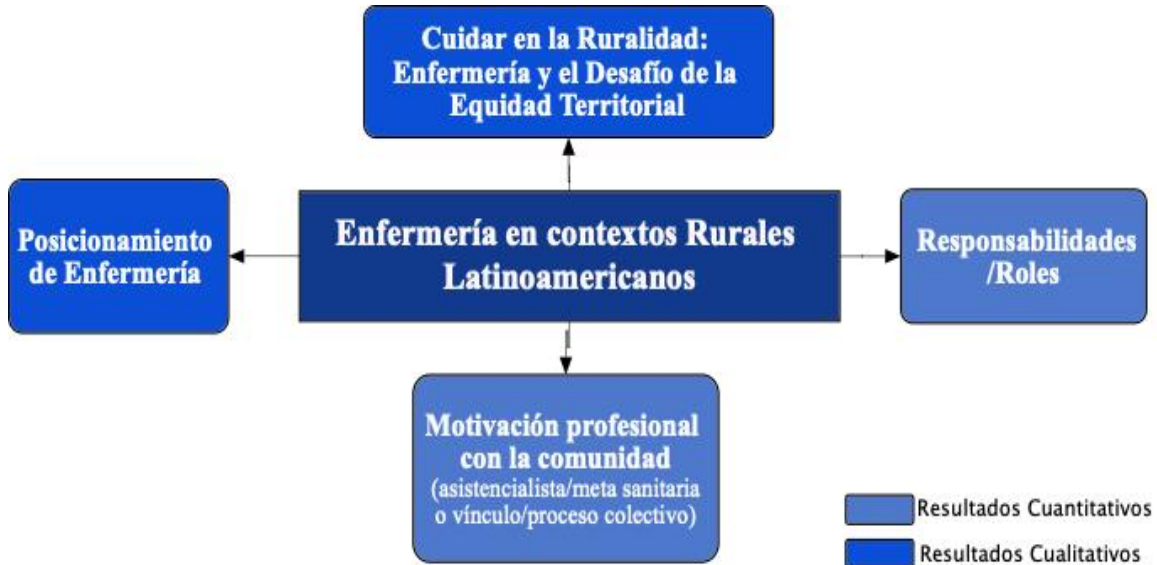 Cuidar en la Ruralidad:
Enfermería y el Desafío de la
Equidad Territorial
Posicionamiento
de Enfermería
Enfermería en contextos Rurales
Latinoamericanos
Responsabilidades
/Roles
Motivación profesional
con la comunidad
(asistencialista/meta sanitaria
o vínculo/proceso colectivo)
Resultados Cuantitativos
Resultados Cualitativos